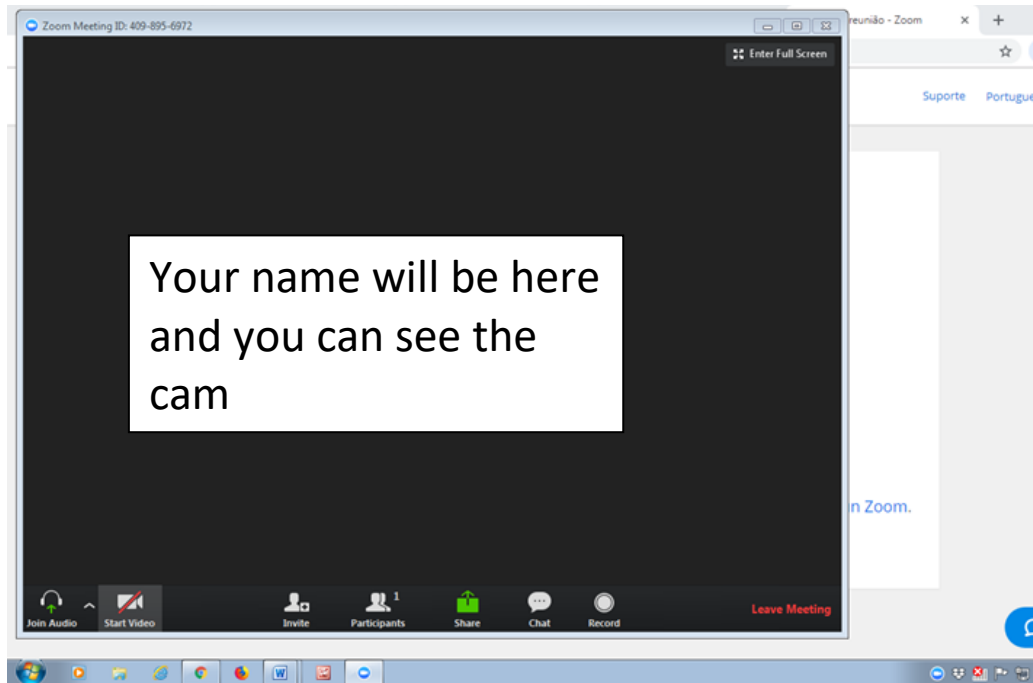 Zoom Meeting ID: 409-895-6972
reunião - Zoom
Enter Full Screen
Suporte Portugue
Your name will be here
and you can see the
cam
n Zoom.
1
Join Audio Start Video Invite Participants Share Chat Record Leave Meeting